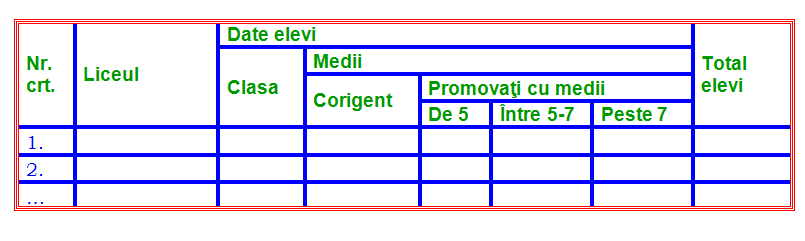 Nr.
crt.
Liceul
Date elevi
Clasa
Medii
Corigent
Promovaţi cu medii
De 5
Între 5-7
Peste 7
Total
elevi
1.
2.
...